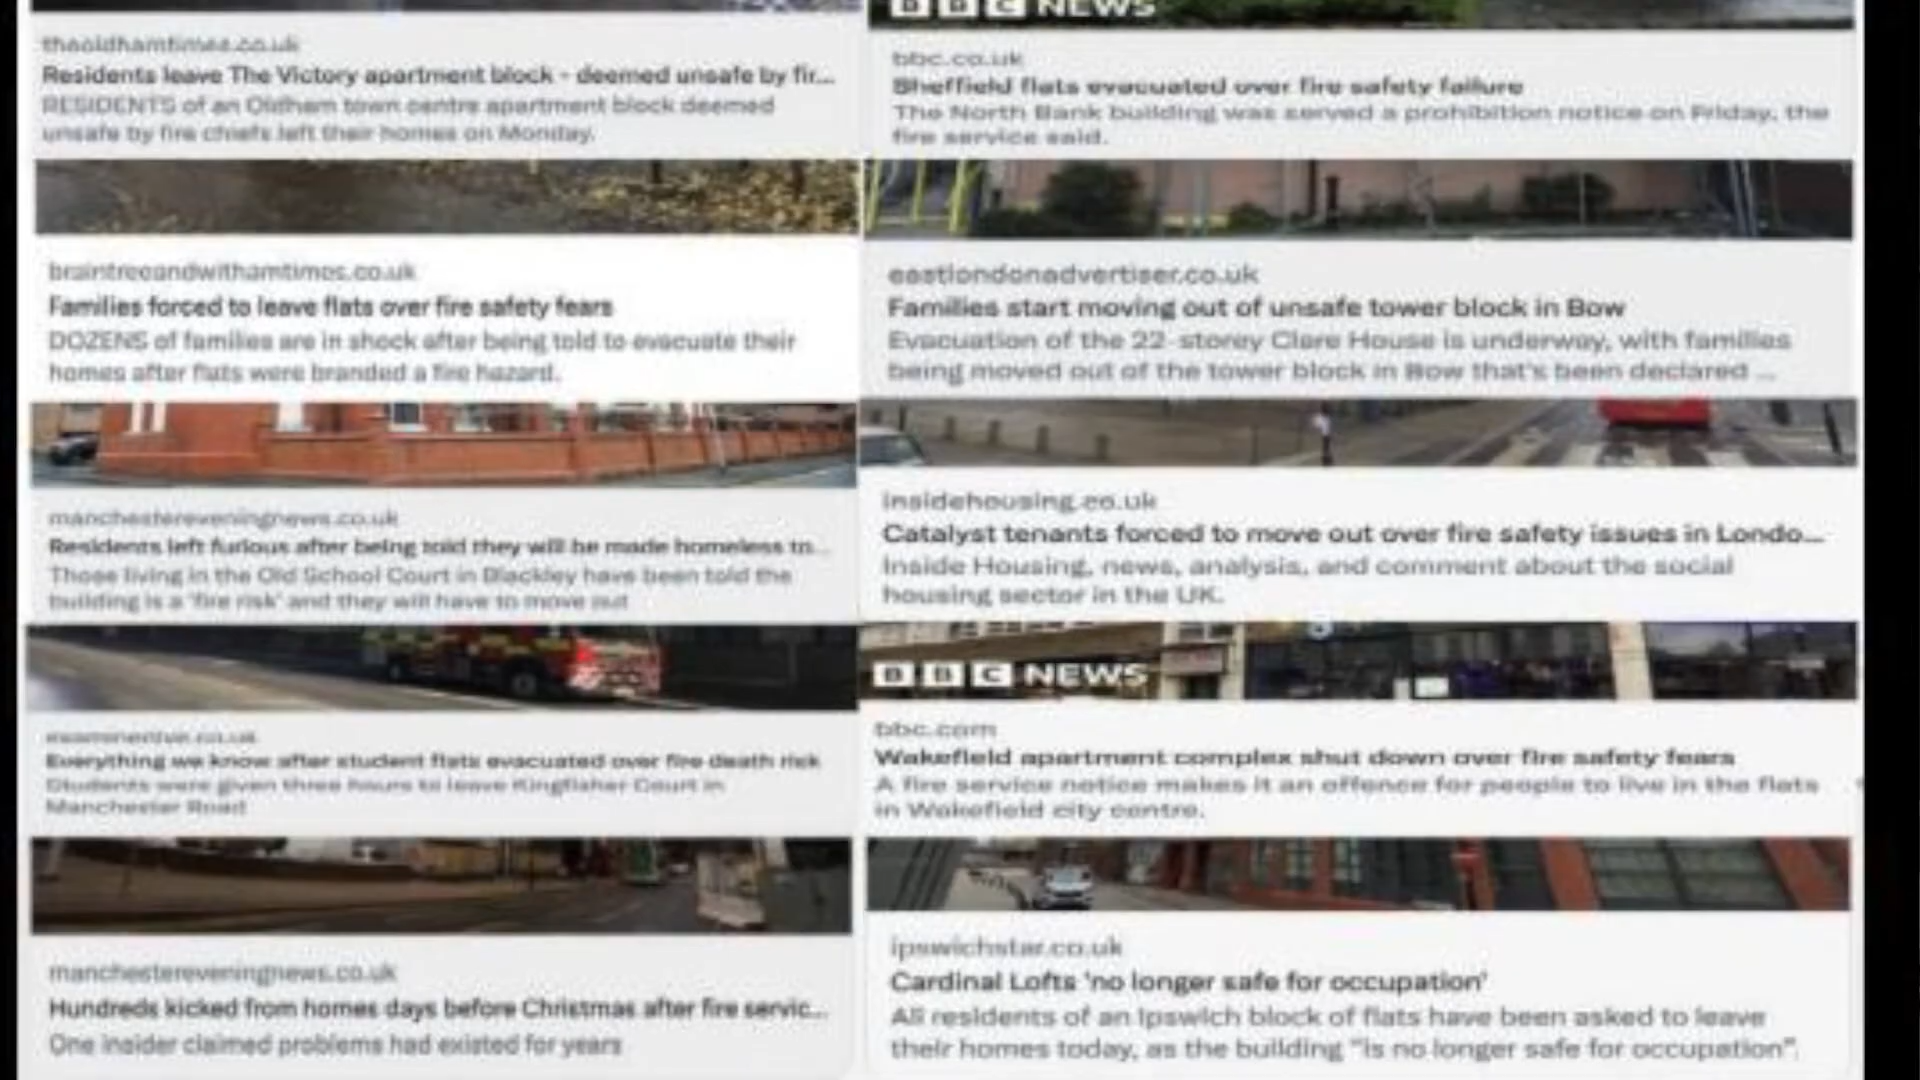 theoldhamtimes.co.uk
Residents leave The Victory apartment block - deemed unsafe by fir...
RESIDENTS of an Oldham town centre apartment block deemed
unsafe by fire chiefs left their homes on Monday.
braintreeandwithamtimes.co.uk
Families forced to leave flats over fire safety fears
DOZENS of families are in shock after being told to evacuate their
homes after flats were branded a fire hazard.
manchestereveningnews.co.uk
Residents left furious after being told they will be made homeless in...
Those living in the Old School Court in Blackley have been told the
building is a 'fire risk' and they will have to move out
examinerlive.co.uk
Everything we know after student flats evacuated over fire death risk
Students were given three hours to leave Kingfisher Court in
Manchester Road
manchestereveningnews.co.uk
Hundreds kicked from homes days before Christmas after fire servic...
One insider claimed problems had existed for years
BBC NEWS
bbc.co.uk
Sheffield flats evacuated over fire safety failure
The North Bank building was served a prohibition notice on Friday, the
fire service said.
eastlondonadvertiser.co.uk
Families start moving out of unsafe tower block in Bow
Evacuation of the 22-storey Clare House is underway, with families
being moved out of the tower block in Bow that's been declared ...
insidehousing.co.uk
Catalyst tenants forced to move out over fire safety issues in Londo...
Inside Housing, news, analysis, and comment about the social
housing sector in the UK.
BBC NEWS
bbc.com
Wakefield apartment complex shut down over fire safety fears
A fire service notice makes it an offence for people to live in the flats
in Wakefield city centre.
ipswichstar.co.uk
Cardinal Lofts 'no longer safe for occupation'
All residents of an Ipswich block of flats have been asked to leave
their homes today, as the building "is no longer safe for occupation".